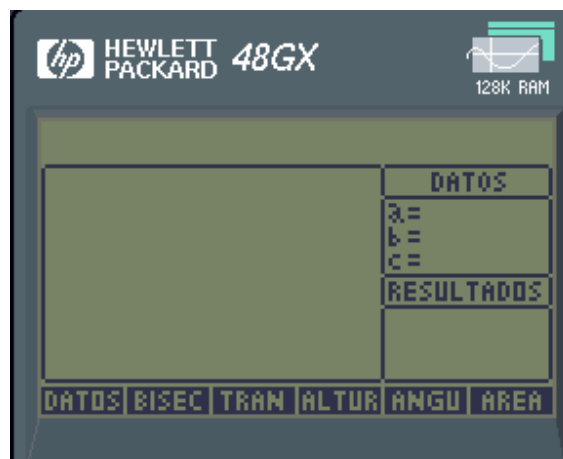 hp HEWLETT PACKARD 48GX
128K RAM
DATOS
a=
b=
c=
RESULTADOS
DATOS BISEC TRAN ALTUR ANGU AREA